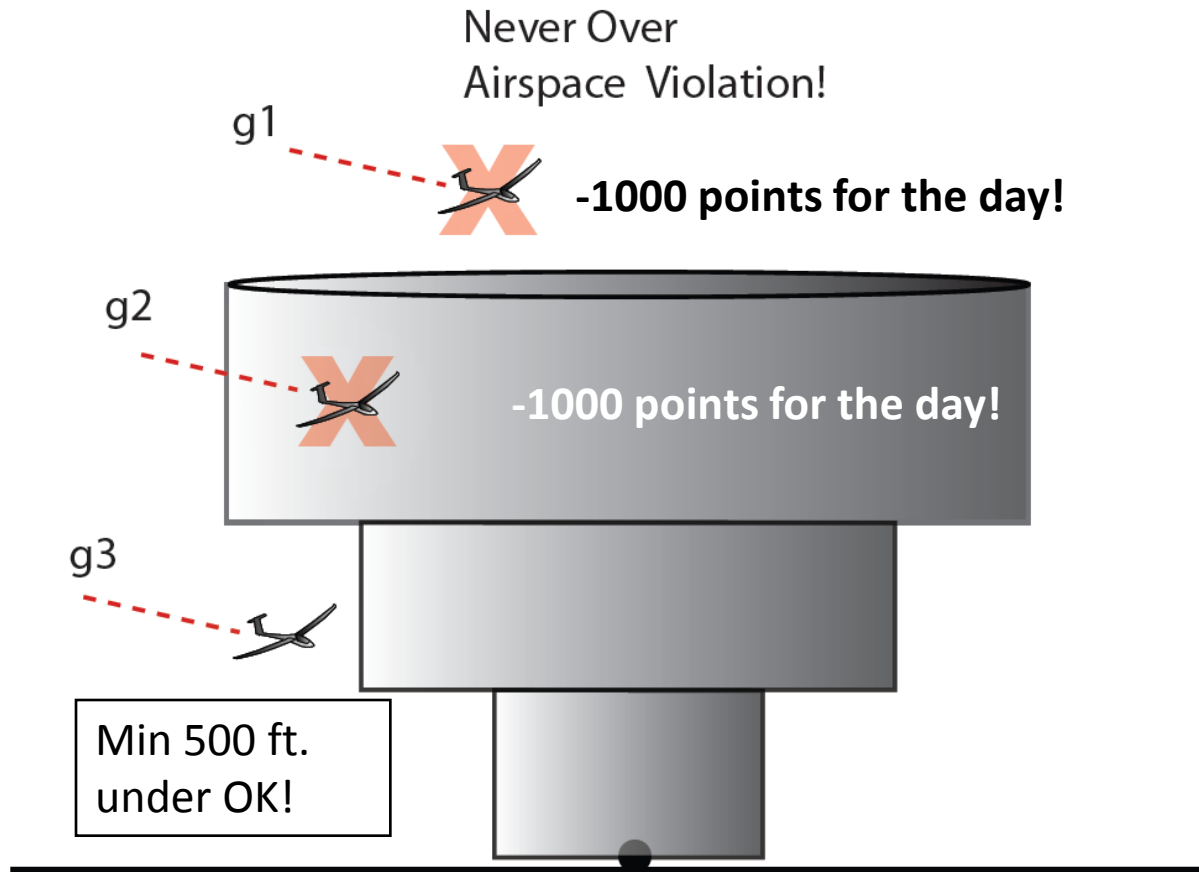 Never Over
Airspace Violation!
g1
-1000 points for the day!
g2
-1000 points for the day!
g3
Min 500 ft.
under OK!